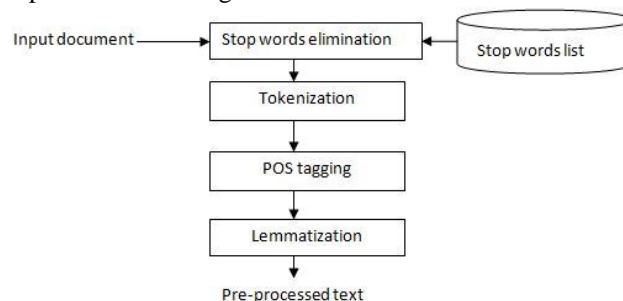 Input document
Stop words elimination
Stop words list
Tokenization
POS tagging
Lemmatization
Pre-processed text